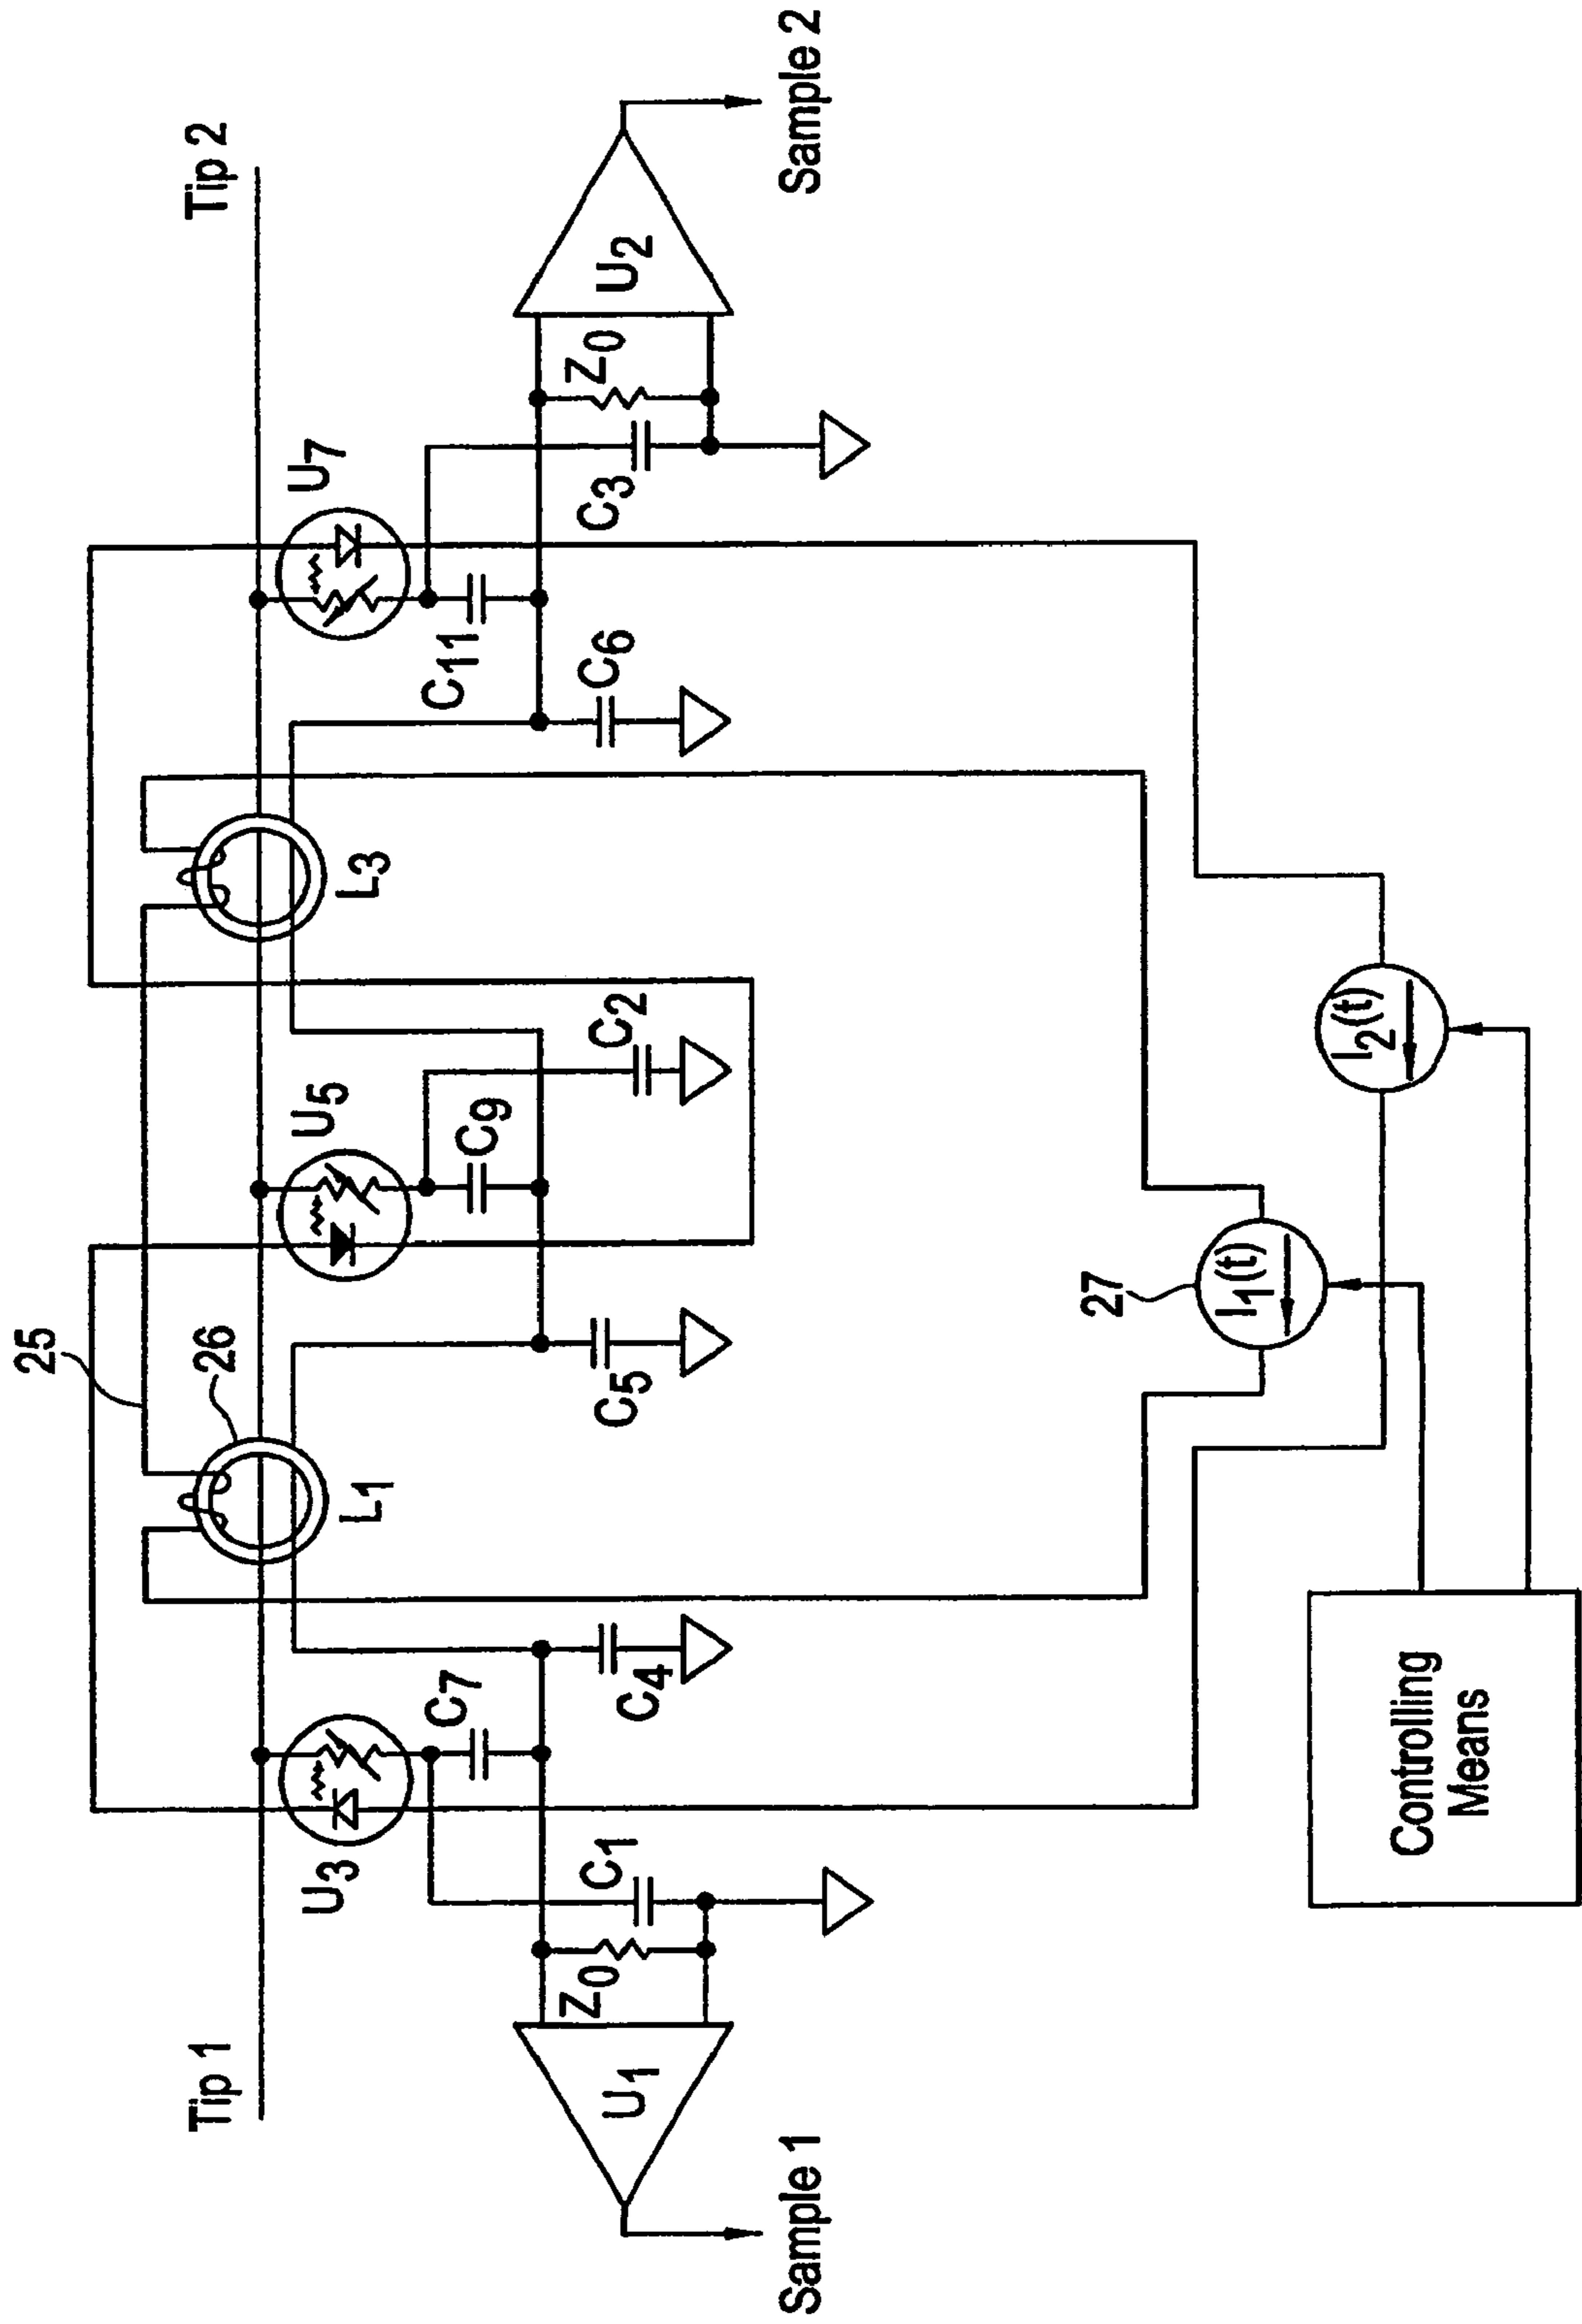 Tip 1
Tip 2
25
26
U3
L1
U5
L3
U7
C7
C9
C11
C1
C4
C5
C2
C6
C3
Z0
Z0
U1
U2
Sample 1
Sample 2
27
I1(t)
I2(t)
Controlling
Means